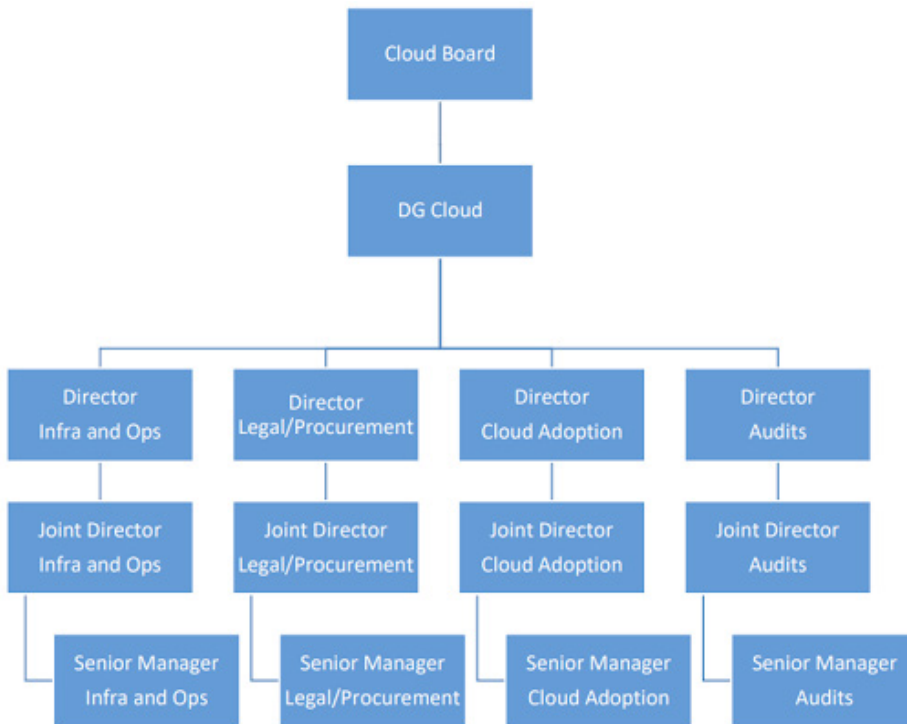 Cloud Board
DG Cloud
Director
Infra and Ops
Director
Legal/Procurement
Director
Cloud Adoption
Director
Audits
Joint Director
Infra and Ops
Joint Director
Legal/Procurement
Joint Director
Cloud Adoption
Joint Director
Audits
Senior Manager
Infra and Ops
Senior Manager
Legal/Procurement
Senior Manager
Cloud Adoption
Senior Manager
Audits